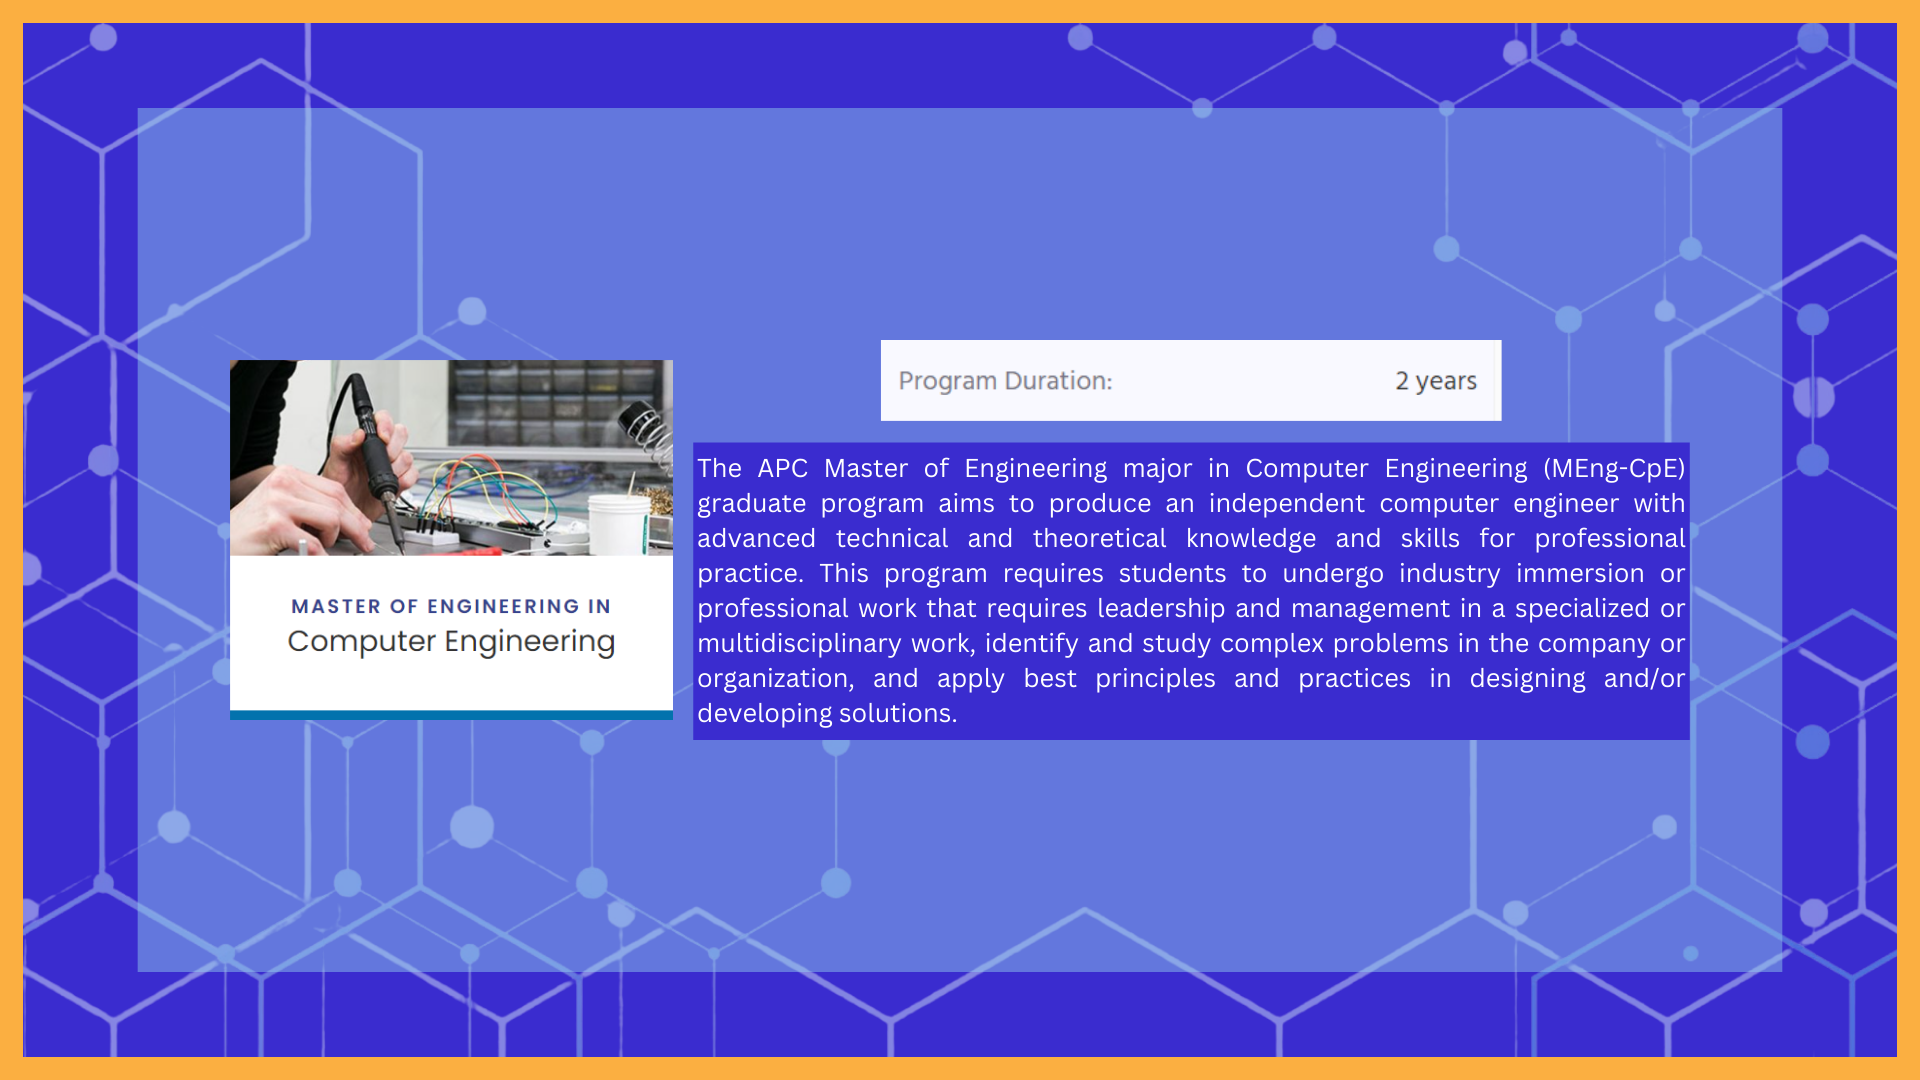 MASTER OF ENGINEERING IN
Computer Engineering
Program Duration: 2 years
The APC Master of Engineering major in Computer Engineering (MEng-CpE)
graduate program aims to produce an independent computer engineer with
advanced technical and theoretical knowledge and skills for professional
practice. This program requires students to undergo industry immersion or
professional work that requires leadership and management in a specialized or
multidisciplinary work, identify and study complex problems in the company or
organization, and apply best principles and practices in designing and/or
developing solutions.